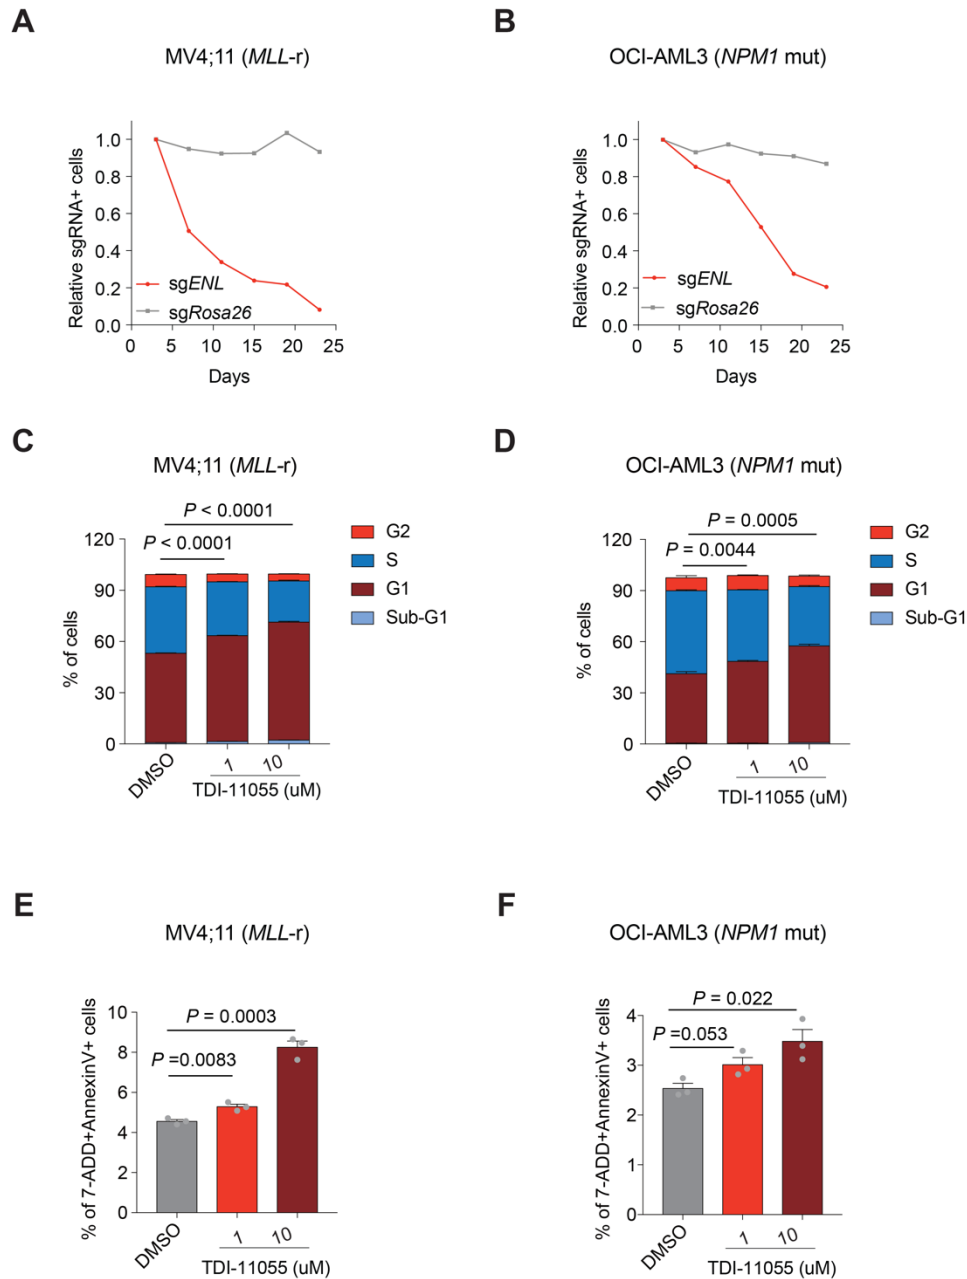 A
MV4;11 (MLL-r)
Relative sgRNA+ cells
1.0
0.8
0.6
0.4
0.2
0.0
sgENL
sgRosa26
0 5 10 15 20 25
Days
B
OCI-AML3 (NPM1 mut)
Relative sgRNA+ cells
1.0
0.8
0.6
0.4
0.2
0.0
sgENL
sgRosa26
0 5 10 15 20 25
Days
C
MV4;11 (MLL-r)
P < 0.0001
P < 0.0001
% of cells
120
90
60
30
0
G2
S
G1
Sub-G1
DMSO
1 10
TDI-11055 (uM)
D
OCI-AML3 (NPM1 mut)
P = 0.0005
P = 0.0044
% of cells
120
90
60
30
0
G2
S
G1
Sub-G1
DMSO
1 10
TDI-11055 (uM)
E
MV4;11 (MLL-r)
% of 7-ADD+AnnexinV+ cells
10
8
6
4
2
0
P = 0.0003
P =0.0083
DMSO
1 10
TDI-11055 (uM)
F
OCI-AML3 (NPM1 mut)
% of 7-ADD+AnnexinV+ cells
4
3
2
1
0
P = 0.022
P =0.053
DMSO
1 10
TDI-11055 (uM)